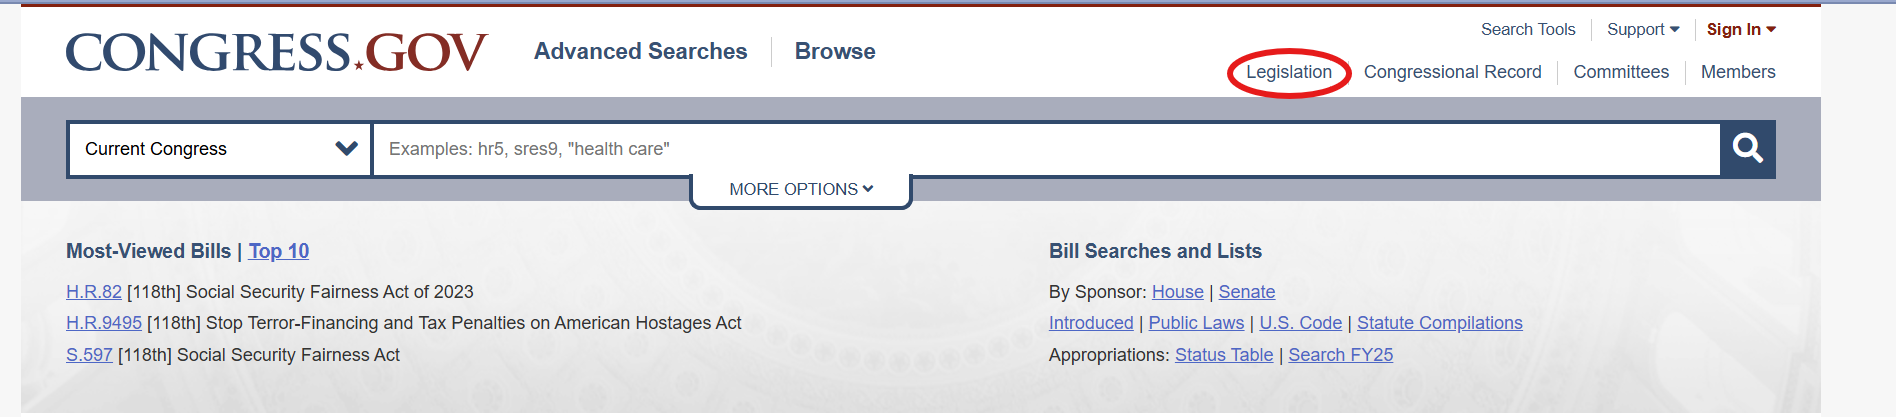 CONGRESS.GOV
Advanced Searches
Browse
Search Tools
Support
Sign In
Legislation
Congressional Record
Committees
Members
Current Congress
Examples: hr5, sres9, "health care"
MORE OPTIONS
Most-Viewed Bills | Top 10
H.R.82 [118th] Social Security Fairness Act of 2023
H.R.9495 [118th] Stop Terror-Financing and Tax Penalties on American Hostages Act
S.597 [118th] Social Security Fairness Act
Bill Searches and Lists
By Sponsor: House | Senate
Introduced | Public Laws | U.S. Code | Statute Compilations
Appropriations: Status Table | Search FY25